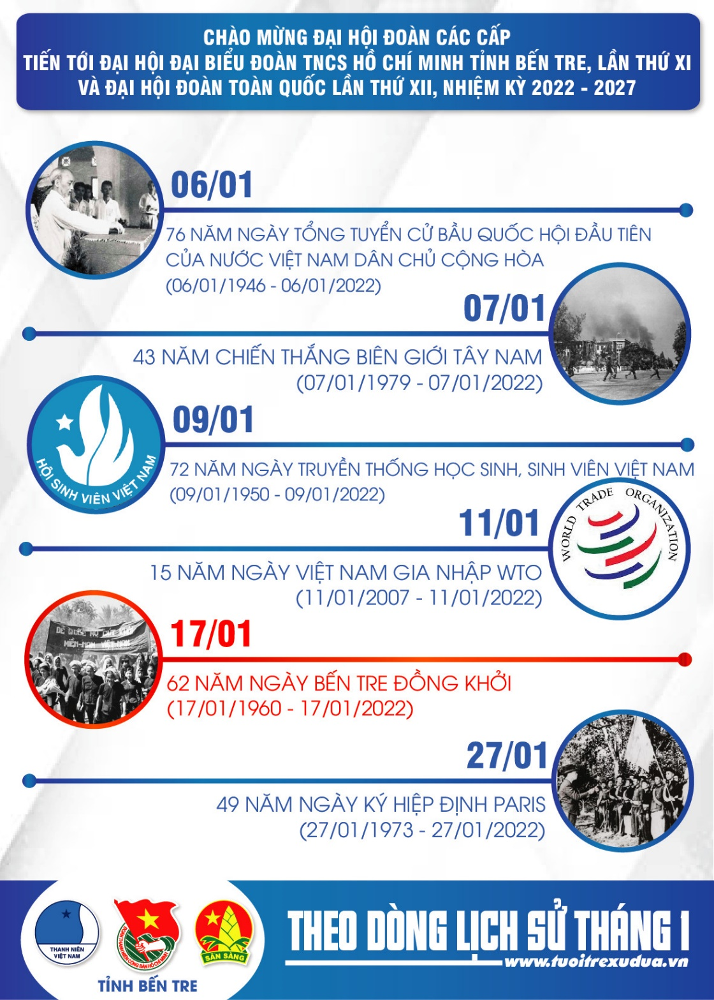 CHÀO MỪNG ĐẠI HỘI ĐOÀN CÁC CẤP
TIẾN TỚI ĐẠI HỘI ĐẠI BIỂU ĐOÀN TNCS HỒ CHÍ MINH TỈNH BẾN TRE, LẦN THỨ XI
VÀ ĐẠI HỘI ĐOÀN TOÀN QUỐC LẦN THỨ XII, NHIỆM KỲ 2022 - 2027
06/01
76 NĂM NGÀY TỔNG TUYỂN CỬ BẦU QUỐC HỘI ĐẦU TIÊN
CỦA NƯỚC VIỆT NAM DÂN CHỦ CỘNG HÒA
(06/01/1946 - 06/01/2022)
07/01
43 NĂM CHIẾN THẮNG BIÊN GIỚI TÂY NAM
(07/01/1979 - 07/01/2022)
HỘI SINH VIÊN VIỆT NAM
09/01
72 NĂM NGÀY TRUYỀN THỐNG HỌC SINH, SINH VIÊN VIỆT NAM
(09/01/1950 - 09/01/2022)
WORLD TRADE ORGANIZATION
11/01
15 NĂM NGÀY VIỆT NAM GIA NHẬP WTO
(11/01/2007 - 11/01/2022)
ĐẾ QUỐC MỸ CÚT KHỎI
MIỀN-NAM VIỆT-NAM
17/01
62 NĂM NGÀY BẾN TRE ĐỒNG KHỞI
(17/01/1960 - 17/01/2022)
27/01
49 NĂM NGÀY KÝ HIỆP ĐỊNH PARIS
(27/01/1973 - 27/01/2022)
THANH NIÊN
VIỆT NAM
ĐOÀN THANH NIÊN CỘNG SẢN HỒ CHÍ MINH
SẴN SÀNG
TỈNH BẾN TRE
THEO DÒNG LỊCH SỬ THÁNG 1
www.tuoitrexudua.vn